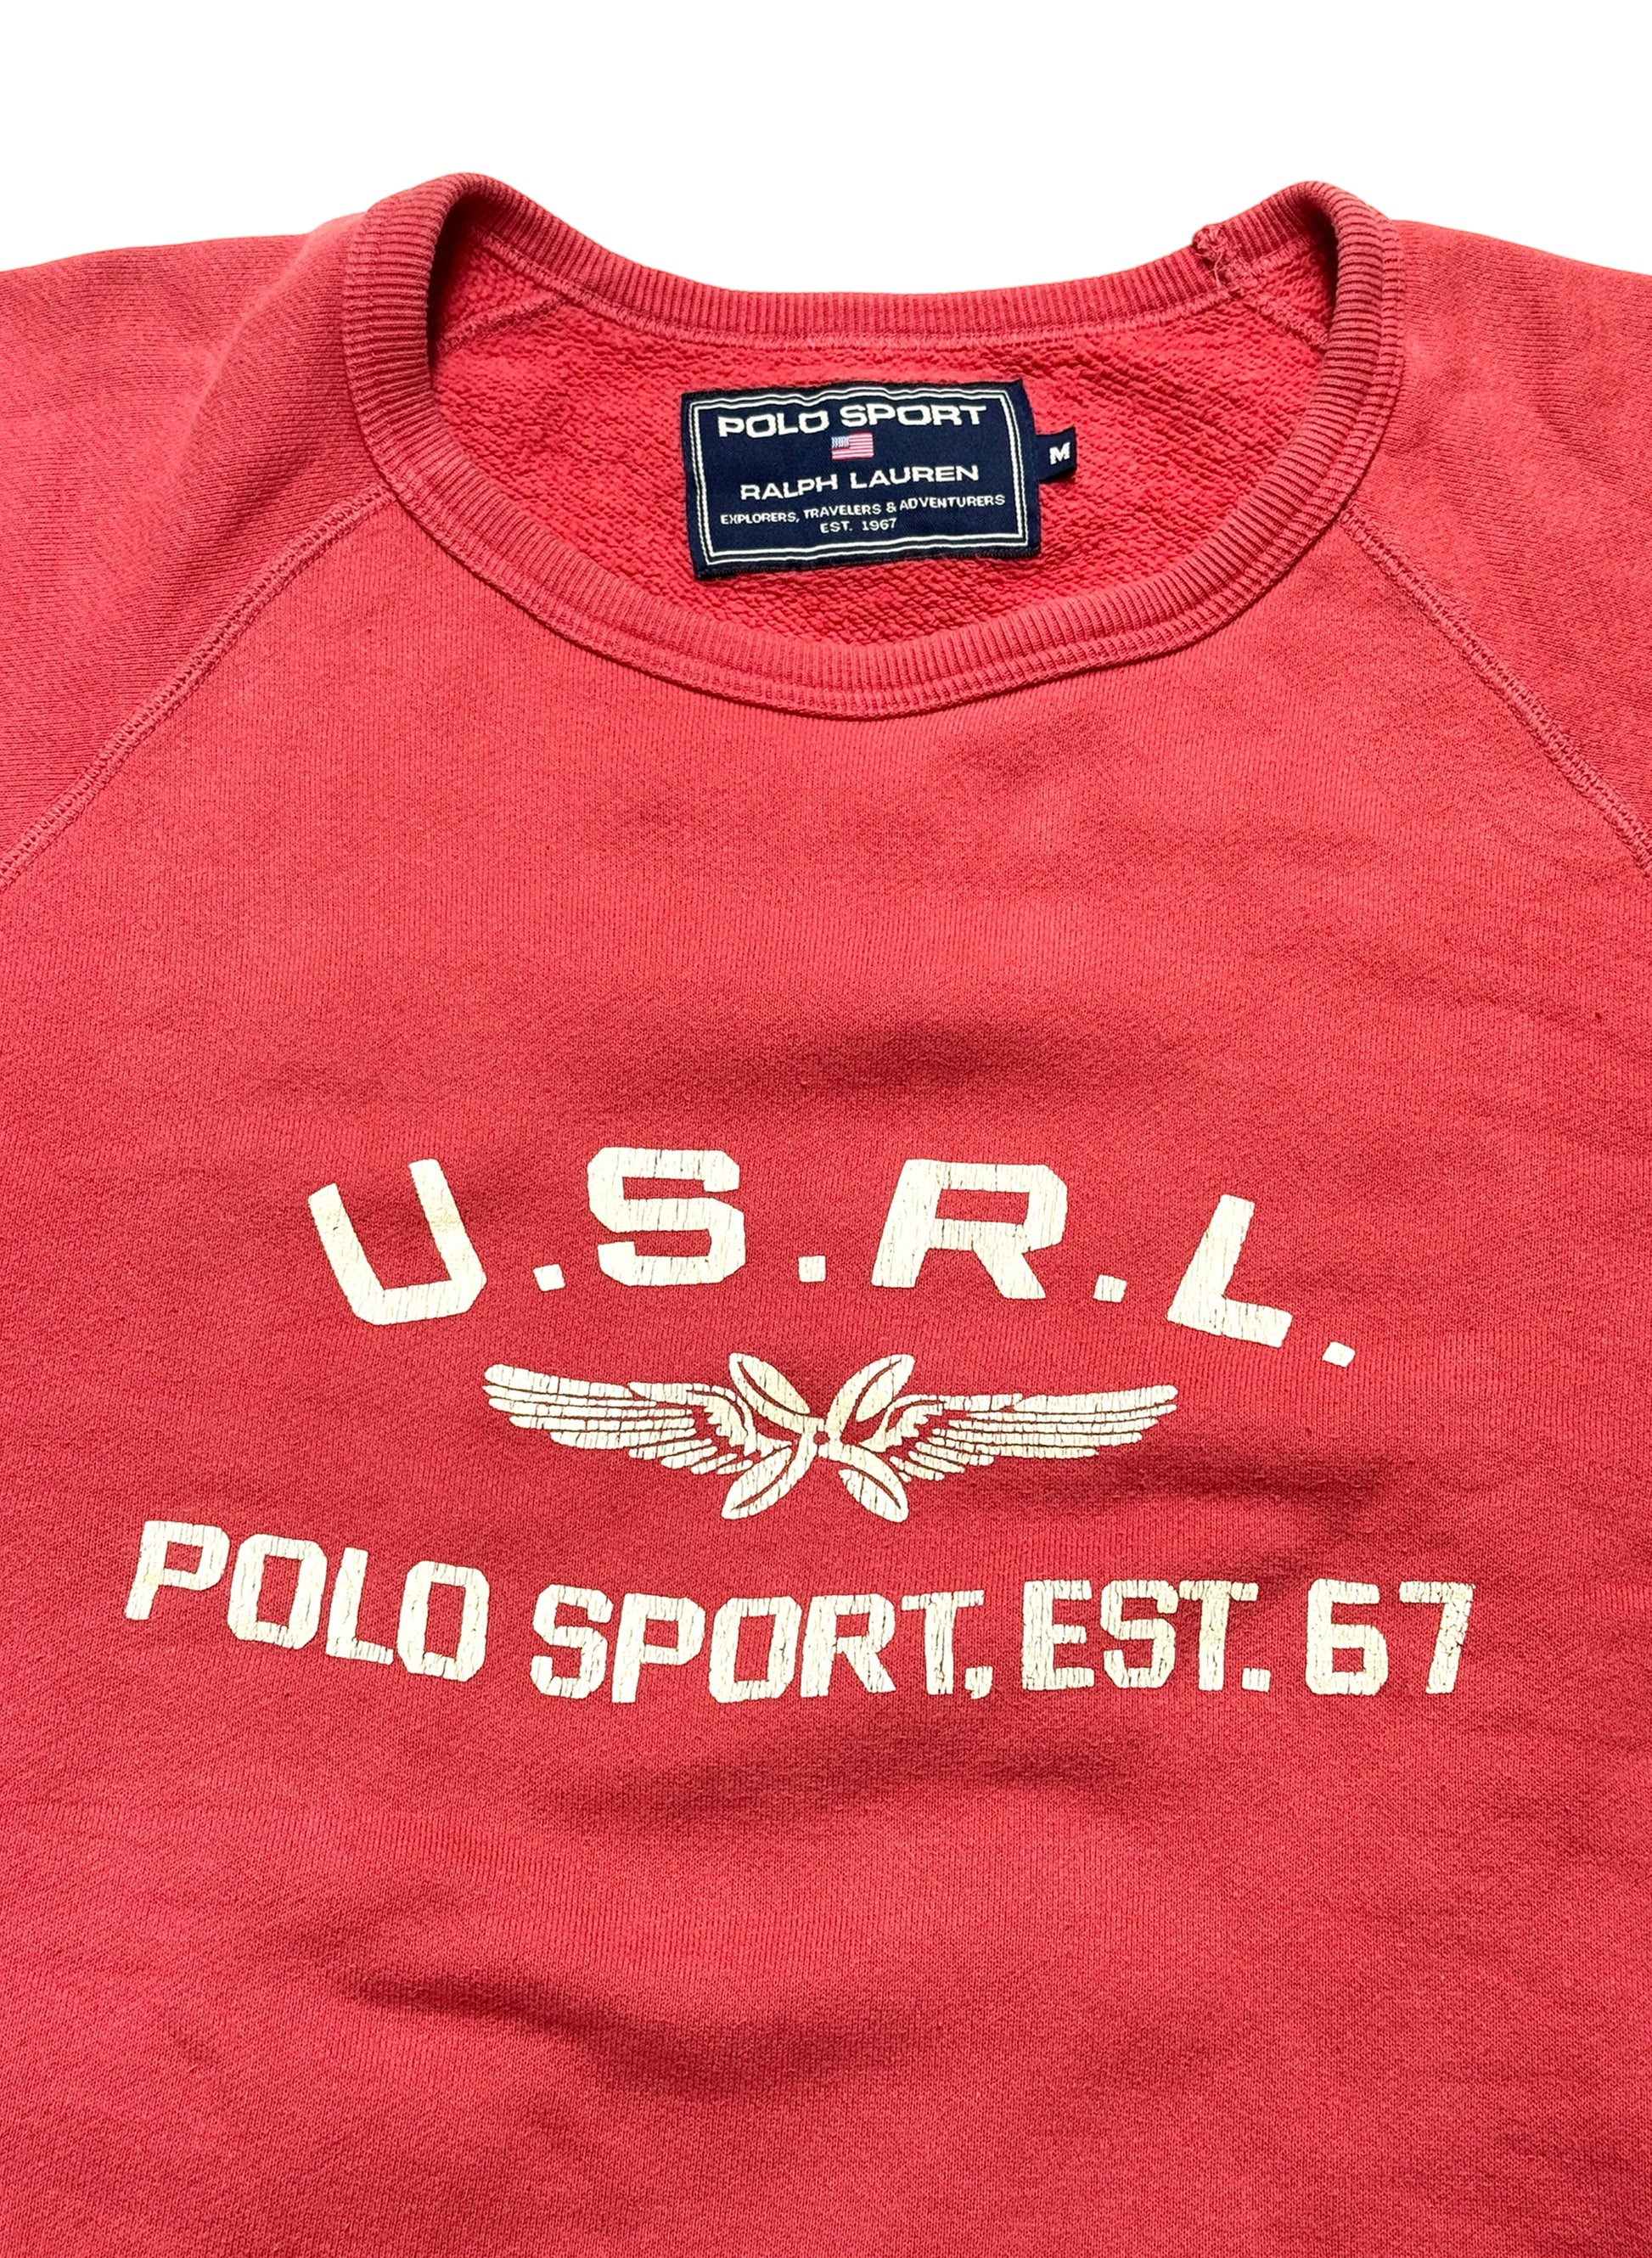 POLO SPORT
RALPH LAUREN
EXPLORERS, TRAVELERS & ADVENTURERS
EST. 1967
M
U.S.R.L.
POLO SPORT, EST. 67